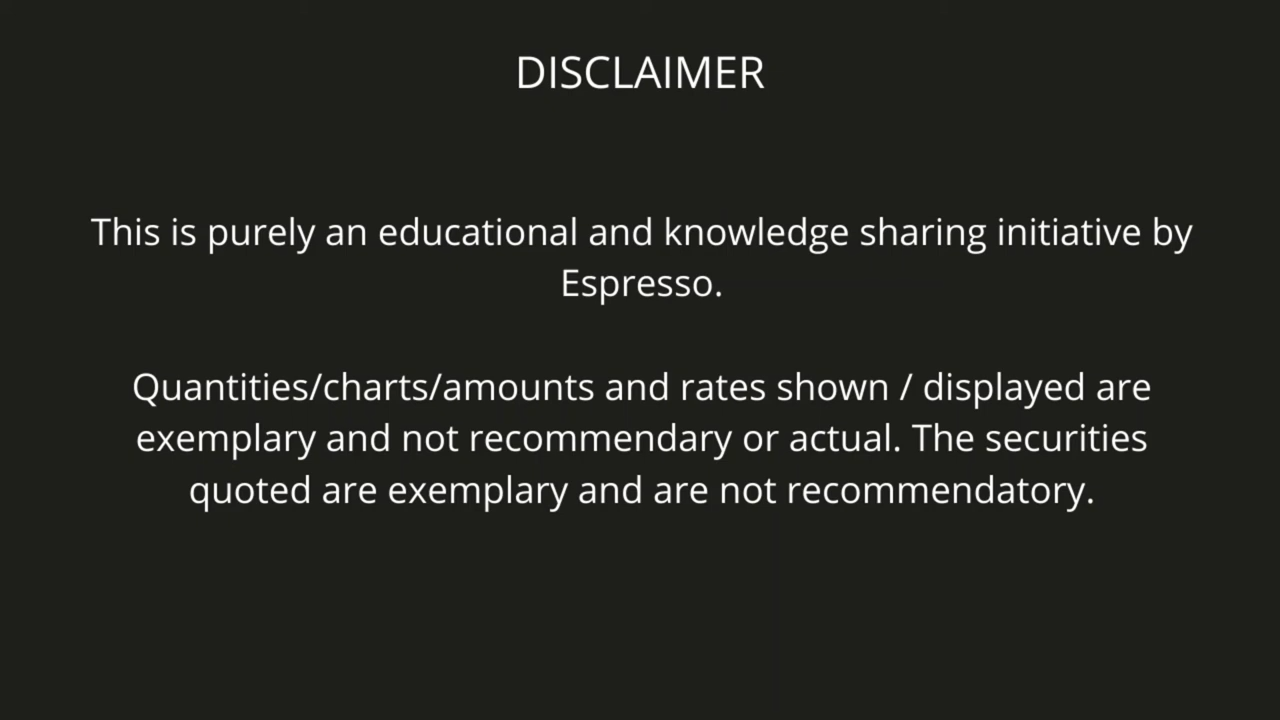 DISCLAIMER
This is purely an educational and knowledge sharing initiative by
Espresso.
Quantities/charts/amounts and rates shown / displayed are
exemplary and not recommendary or actual. The securities
quoted are exemplary and are not recommendatory.